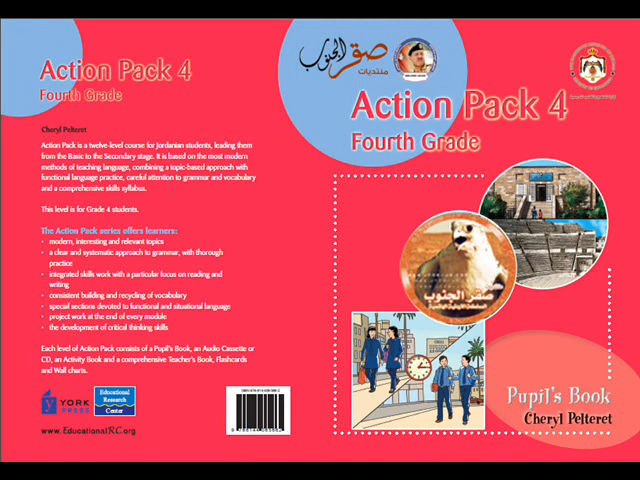 Action Pack 4
Fourth Grade
Cheryl Pelteret
Action Pack is a twelve-level course for Jordanian students, leading them
from the Basic to the Secondary stage. It is based on the most modern
methods of teaching language, combining a topic-based approach with
functional language practice, careful attention to grammar and vocabulary
and a comprehensive skills syllabus.
This level is for Grade 4 students.
The Action Pack series offers learners:
· modern, interesting and relevant topics
· a clear and systematic approach to grammar, with thorough
practice
· integrated skills work with a particular focus on reading and
writing
· consistent building and recycling of vocabulary
· special sections devoted to functional and situational language
· project work at the end of every module
· the development of critical thinking skills
Each level of Action Pack consists of a Pupil's Book, an Audio Cassette or
CD, an Activity Book and a comprehensive Teacher's Book, Flashcards
and Wall charts.
YORK
PRESS
Educational
Research
Center
www.EducationalRC.org
صقر الجنوب
منتديات
Action Pack 4
Fourth Grade
صقر الجنوب
Pupil's Book
Cheryl Pelteret